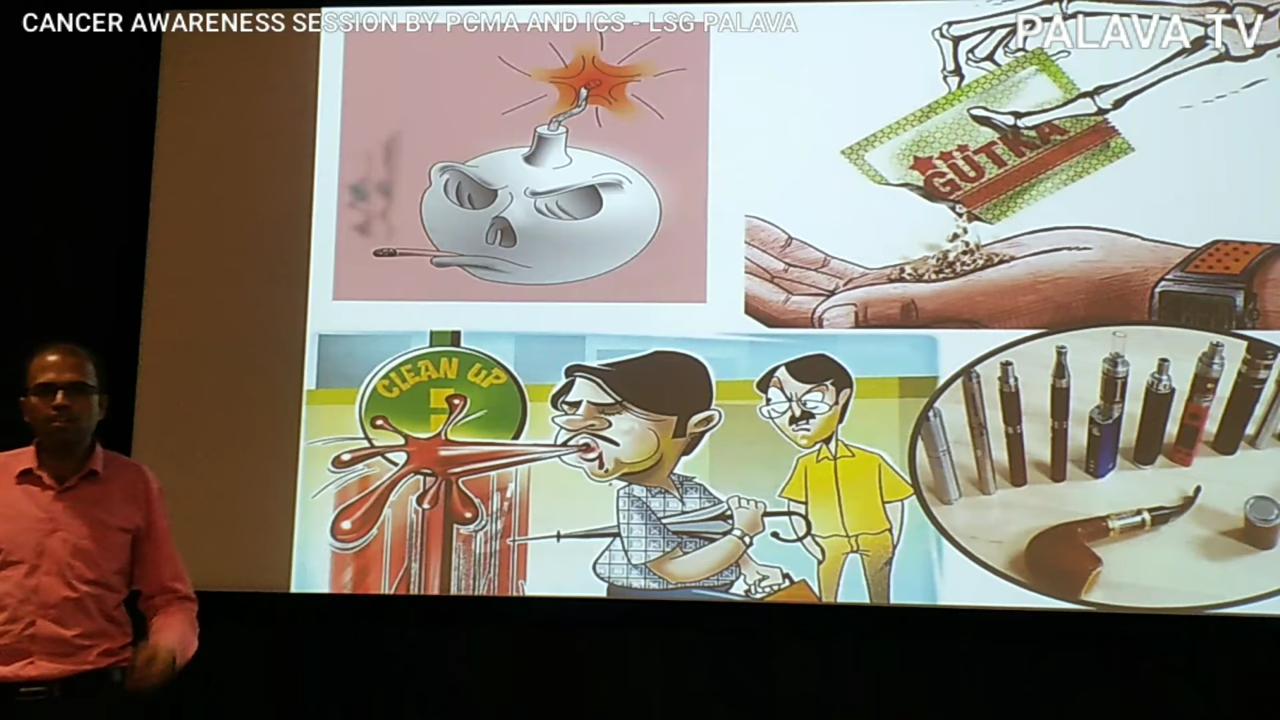 CANCER AWARENESS SESSION BY PCMA AND ICS - LSG PALAVA
PALAVA TV
GUTKA
CLEAN UP